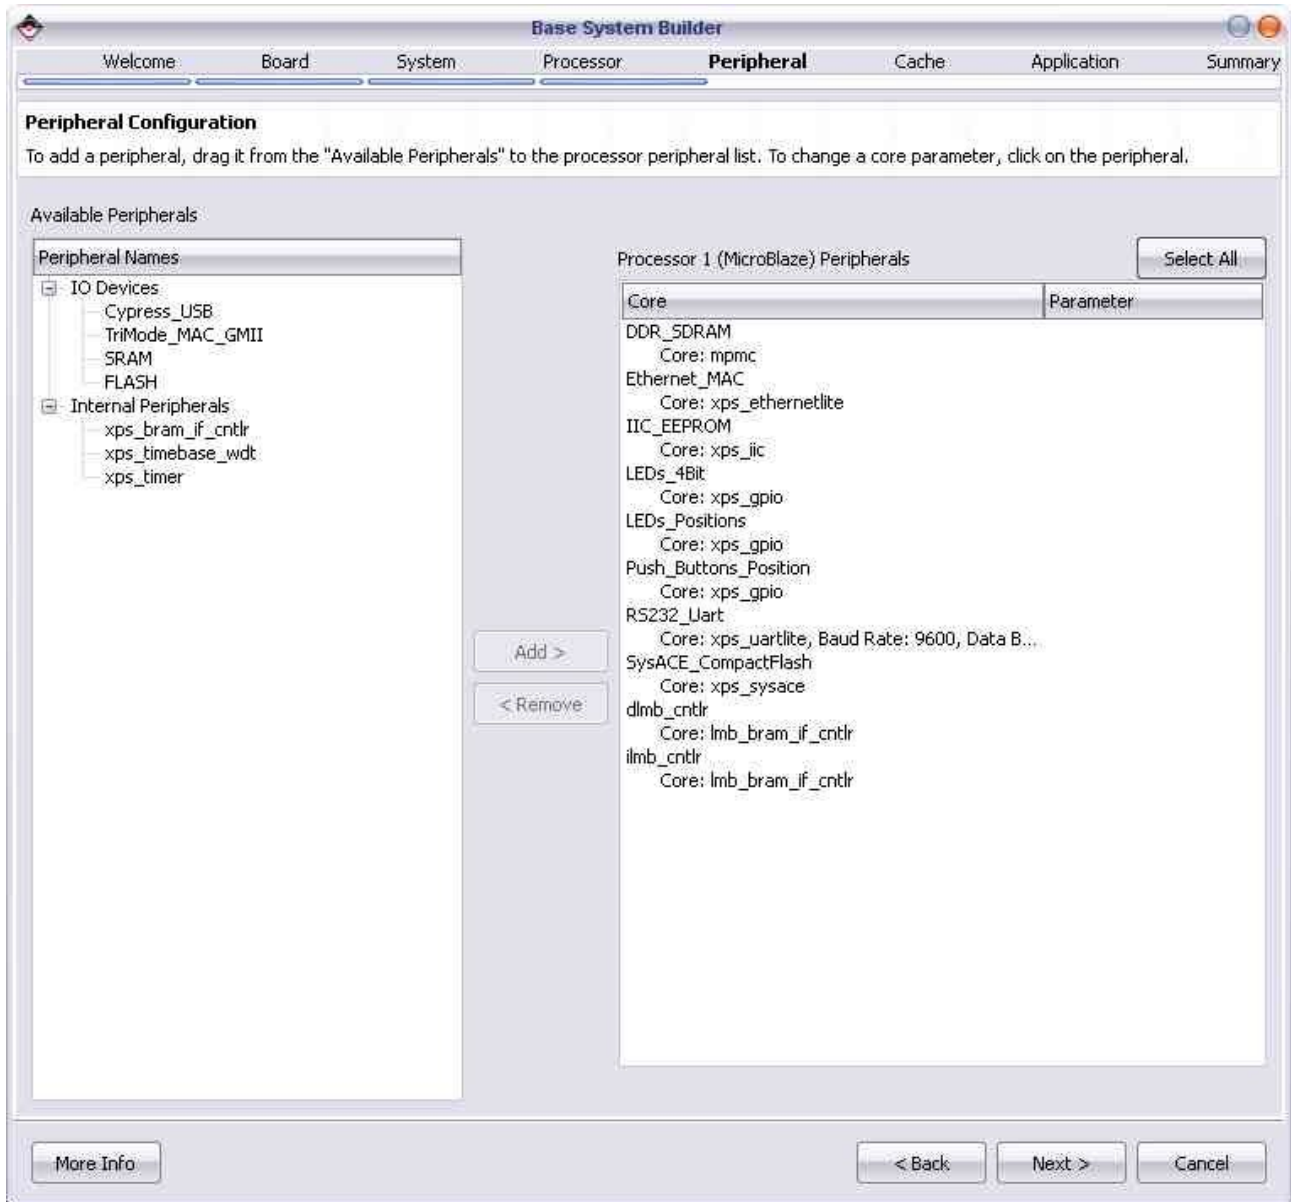 Base System Builder
Welcome Board System Processor Peripheral Cache Application Summary
Peripheral Configuration
To add a peripheral, drag it from the "Available Peripherals" to the processor peripheral list. To change a core parameter, click on the peripheral.
Available Peripherals
Peripheral Names
IO Devices
Cypress_USB
TriMode_MAC_GMII
SRAM
FLASH
Internal Peripherals
xps_bram_if_cntlr
xps_timebase_wdt
xps_timer
Add >
< Remove
Processor 1 (MicroBlaze) Peripherals
Select All
Core Parameter
DDR_SDRAM
Core: mpmc
Ethernet_MAC
Core: xps_ethernetlite
IIC_EEPROM
Core: xps_iic
LEDs_4Bit
Core: xps_gpio
LEDs_Positions
Core: xps_gpio
Push_Buttons_Position
Core: xps_gpio
RS232_Uart
Core: xps_uartlite, Baud Rate: 9600, Data B...
SysACE_CompactFlash
Core: xps_sysace
dlmb_cntlr
Core: lmb_bram_if_cntlr
ilmb_cntlr
Core: lmb_bram_if_cntlr
More Info
< Back
Next >
Cancel